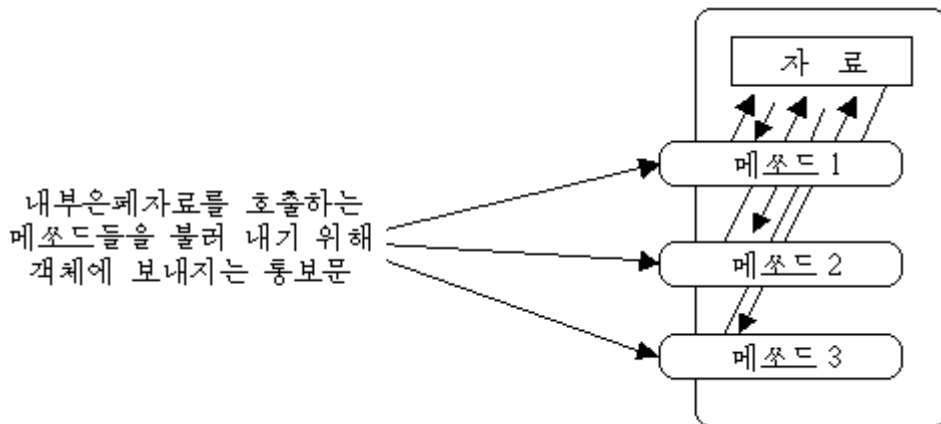 자 료
메쏘드 1
내부은페자료를 호출하는
메쏘드들을 불러 내기 위해
객체에 보내지는 통보문
메쏘드 2
메쏘드 3